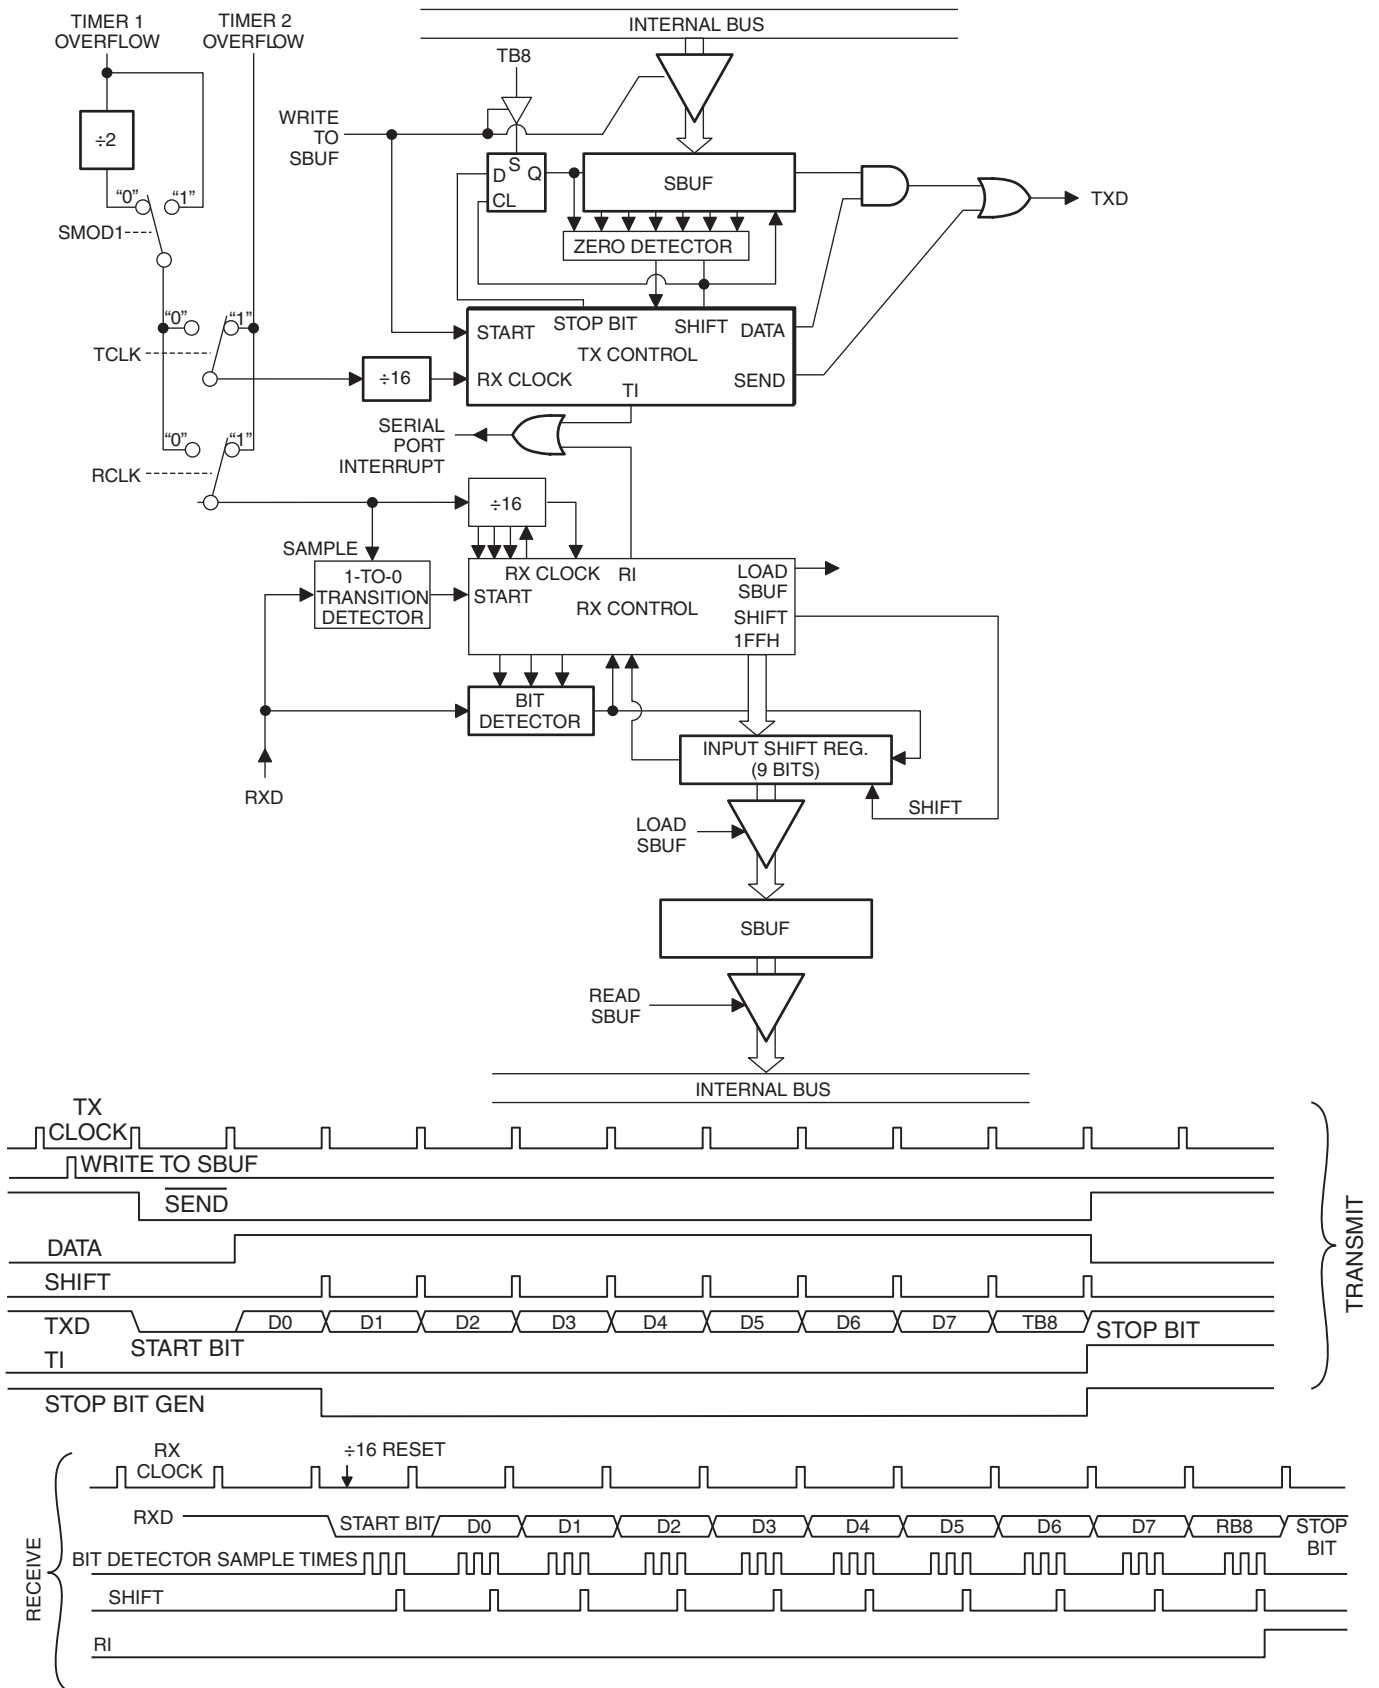 TIMER 1
OVERFLOW
TIMER 2
OVERFLOW
INTERNAL BUS
TB8
WRITE
TO
SBUF
÷2
S
D
Q
CL
SBUF
TXD
"0"
"1"
SMOD1
ZERO DETECTOR
"0"
"1"
TCLK
START
STOP BIT
SHIFT
DATA
TX CONTROL
÷16
RX CLOCK
TI
SEND
SERIAL
PORT
INTERRUPT
"0"
"1"
RCLK
÷16
SAMPLE
1-TO-0
TRANSITION
DETECTOR
RX CLOCK
RI
LOAD
SBUF
START
RX CONTROL
SHIFT
1FFH
BIT
DETECTOR
INPUT SHIFT REG.
(9 BITS)
RXD
SHIFT
LOAD
SBUF
SBUF
READ
SBUF
INTERNAL BUS
TX
CLOCK
WRITE TO SBUF
SEND
DATA
SHIFT
TXD
START BIT
D0
D1
D2
D3
D4
D5
D6
D7
TB8
STOP BIT
TI
STOP BIT GEN
TRANSMIT
RX
CLOCK
÷16 RESET
RXD
START BIT
D0
D1
D2
D3
D4
D5
D6
D7
RB8
STOP
BIT
BIT DETECTOR SAMPLE TIMES
SHIFT
RI
RECEIVE